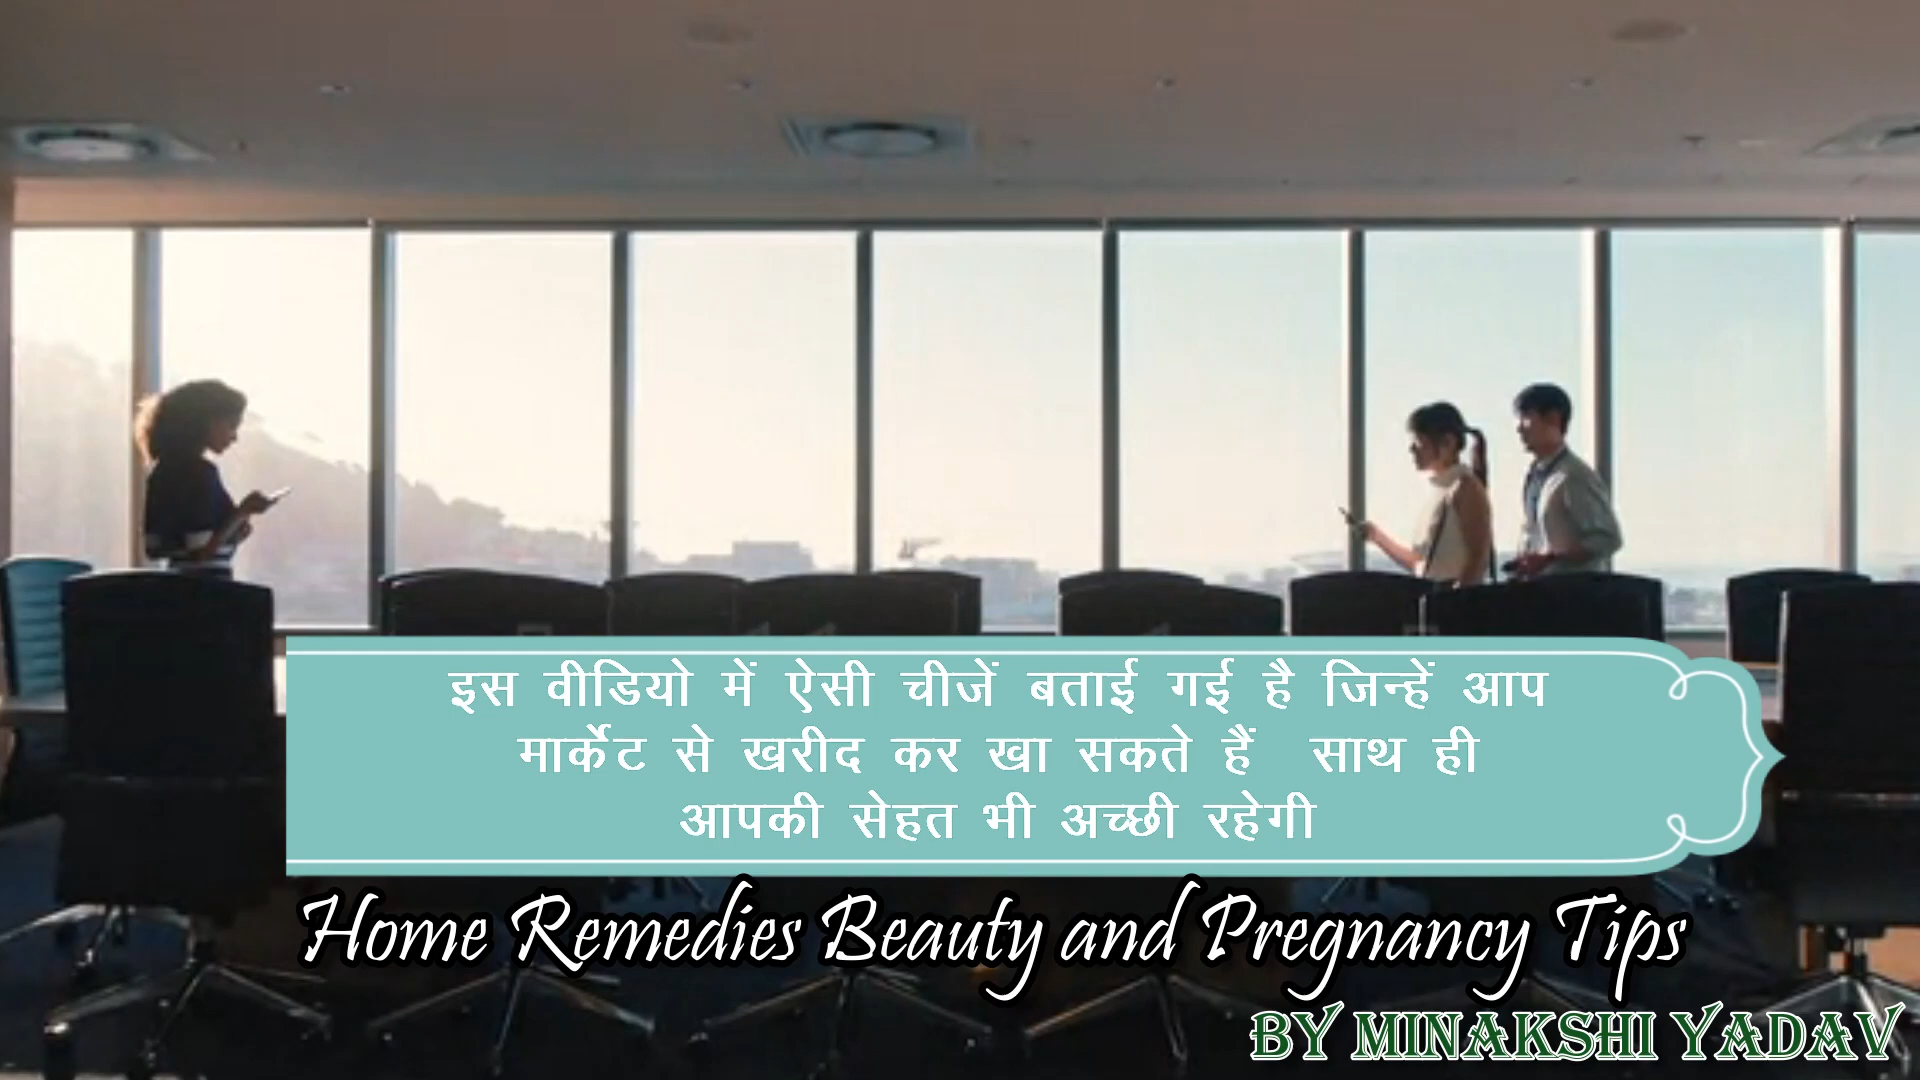 इस वीडियो में ऐसी चीजें बताई गई है जिन्हें आप
मार्केट से खरीद कर खा सकते हैं साथ ही
आपकी सेहत भी अच्छी रहेगी
Home Remedies Beauty and Pregnancy Tips
BY MINAKSHI YADAV